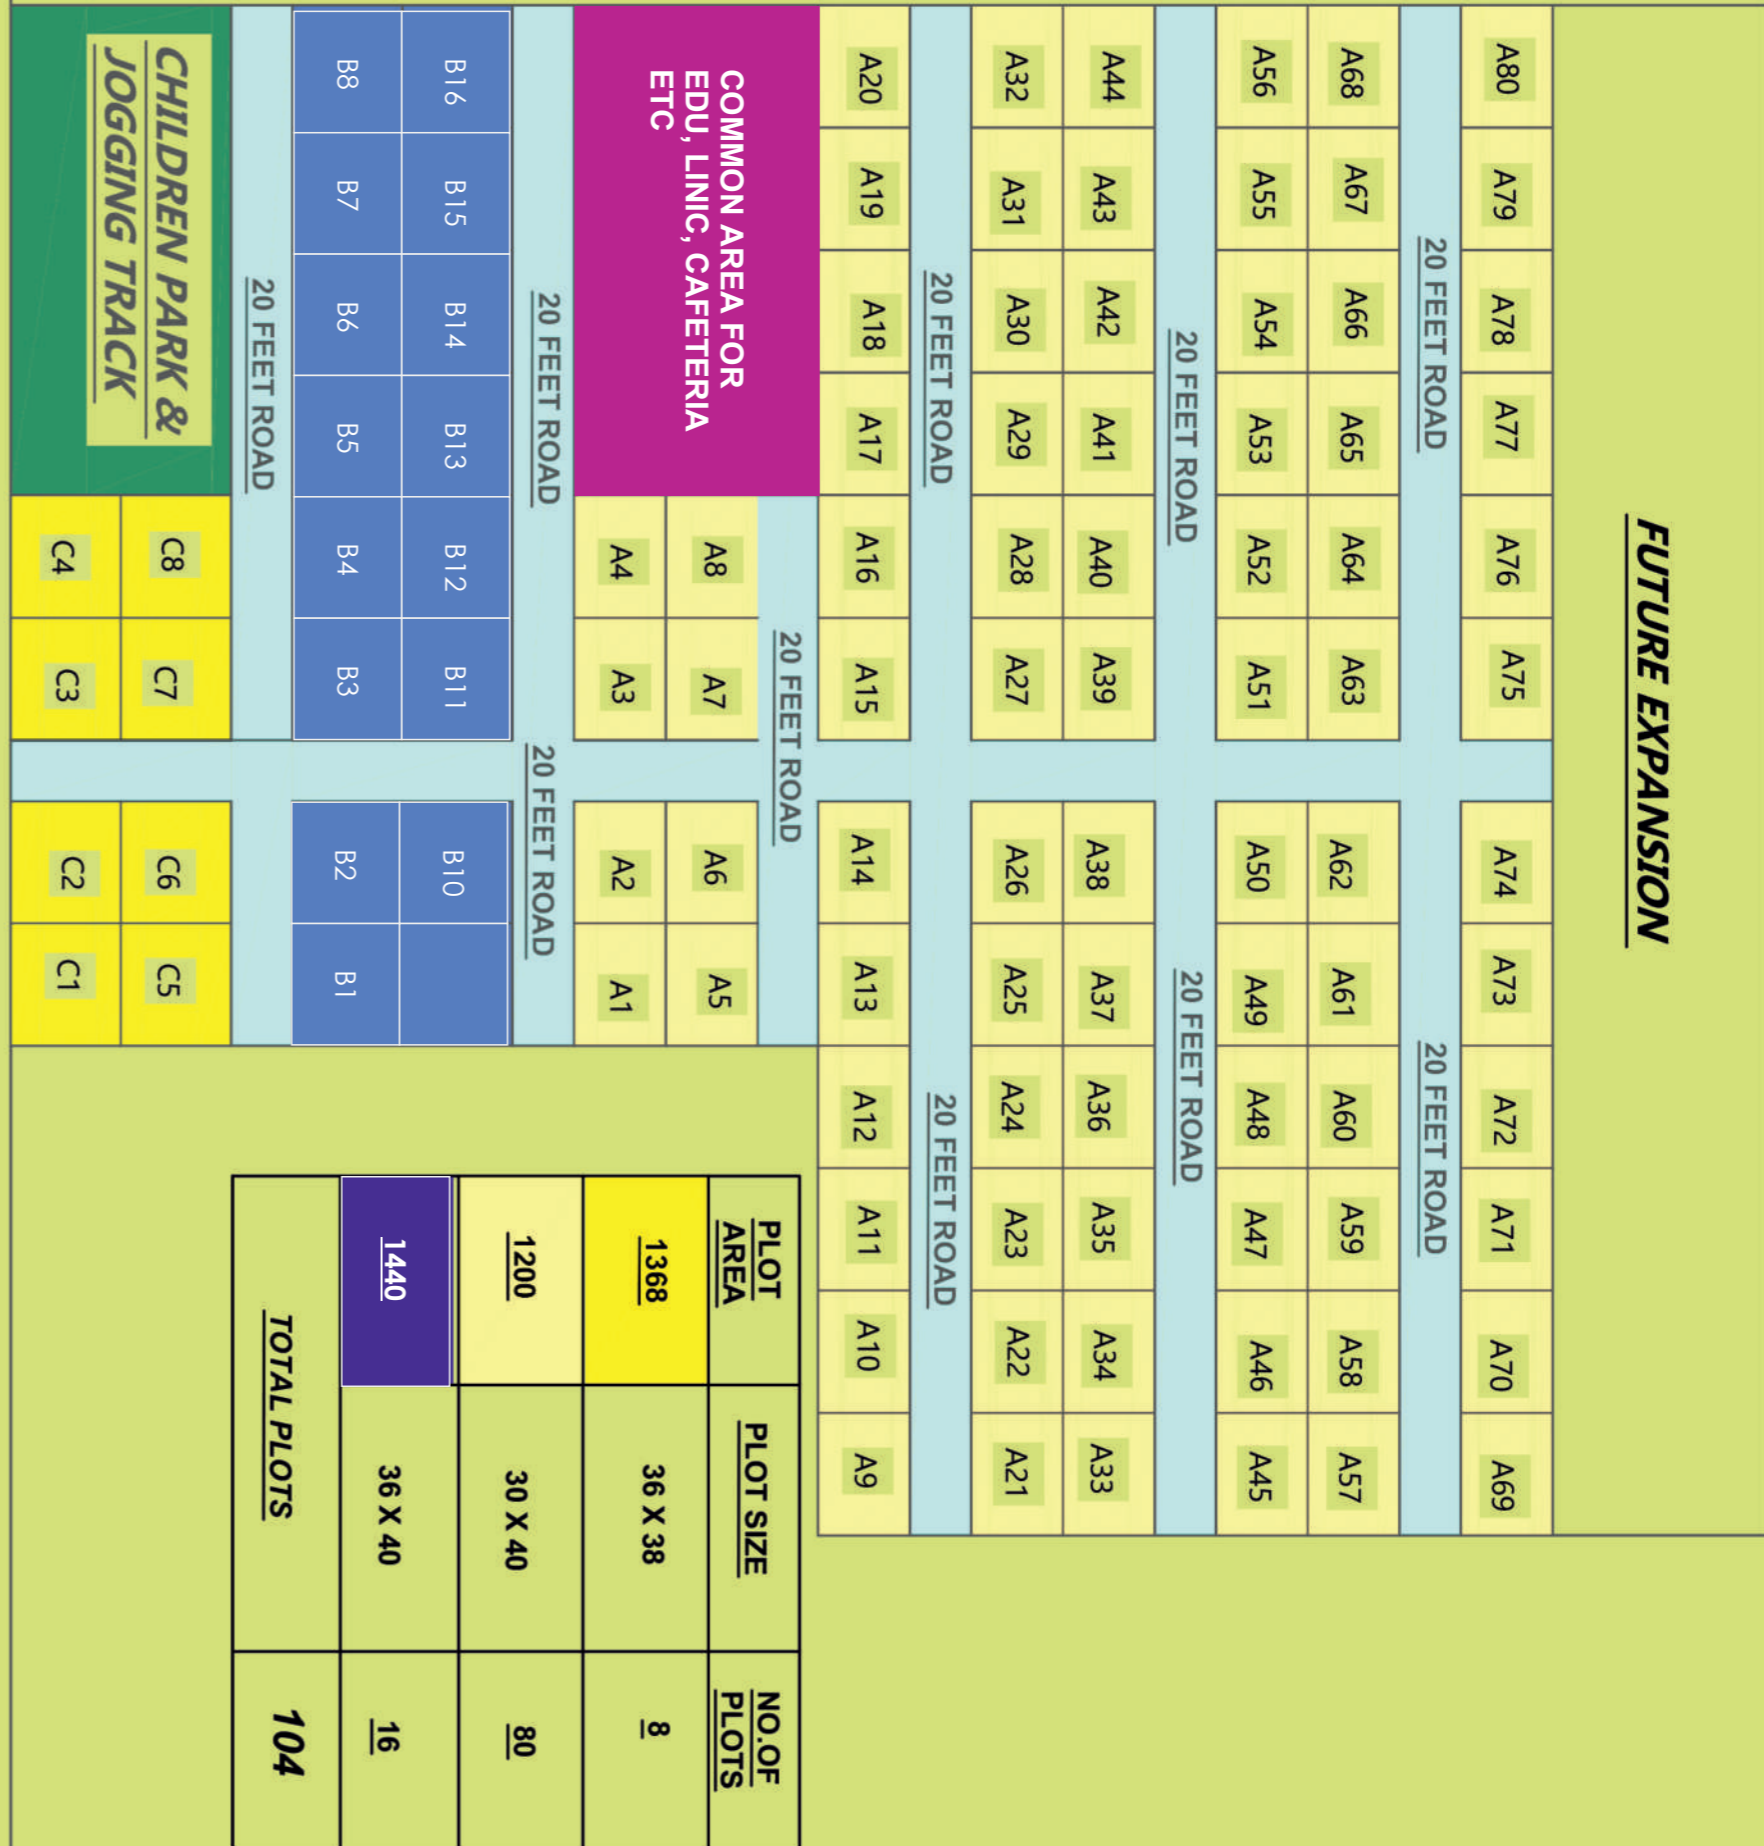 FUTURE EXPANSION
A80 A79 A78 A77 A76 A75 A74 A73 A72 A71 A70 A69
20 FEET ROAD 20 FEET ROAD
A68 A67 A66 A65 A64 A63 A62 A61 A60 A59 A58 A57
A56 A55 A54 A53 A52 A51 A50 A49 A48 A47 A46 A45
20 FEET ROAD 20 FEET ROAD
A44 A43 A42 A41 A40 A39 A38 A37 A36 A35 A34 A33
A32 A31 A30 A29 A28 A27 A26 A25 A24 A23 A22 A21
20 FEET ROAD 20 FEET ROAD
A20 A19 A18 A17 A16 A15 A14 A13 A12 A11 A10 A9
20 FEET ROAD
COMMON AREA FOR
EDU, LINIC, CAFETERIA
ETC
A8 A7 A6 A5
A4 A3 A2 A1
20 FEET ROAD 20 FEET ROAD
B16 B15 B14 B13 B12 B11 B10
B8 B7 B6 B5 B4 B3 B2 B1
20 FEET ROAD
CHILDREN PARK &
JOGGING TRACK
C8 C7 C6 C5
C4 C3 C2 C1
PLOT AREA PLOT SIZE NO.OF PLOTS
1368 36 X 38 8
1200 30 X 40 80
1440 36 X 40 16
TOTAL PLOTS 104